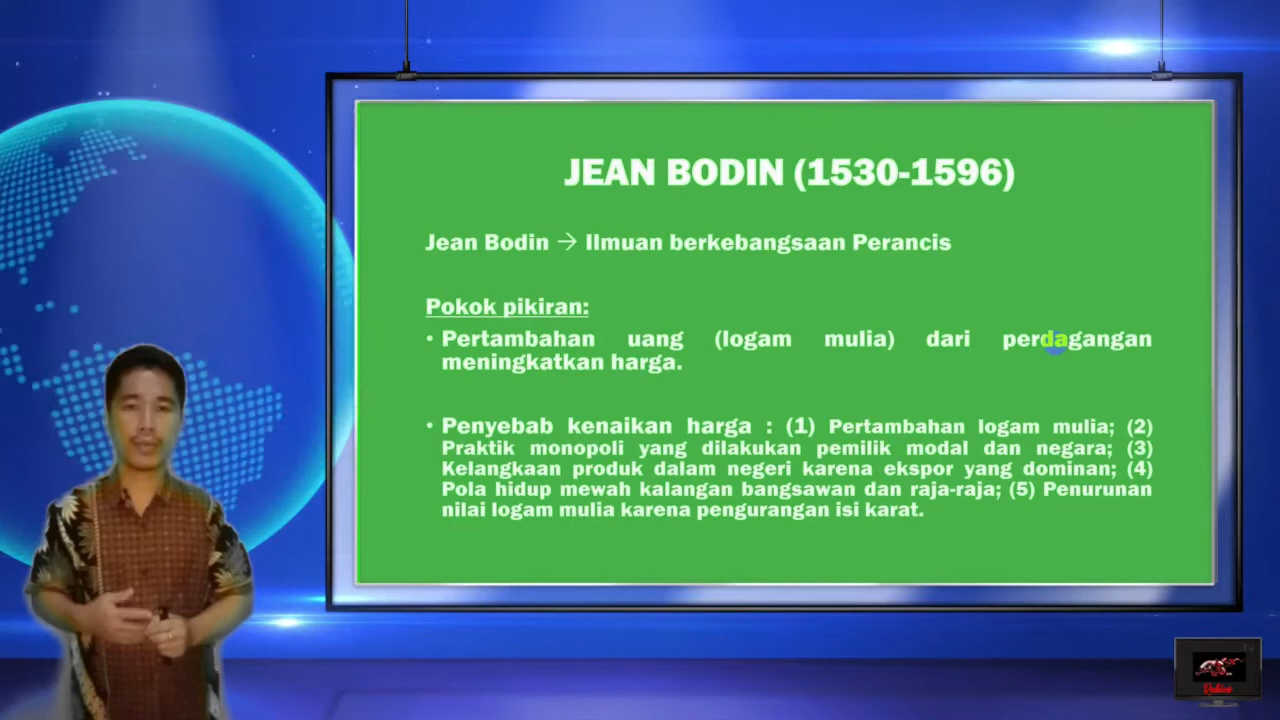 JEAN BODIN (1530-1596)
Jean Bodin → Ilmuan berkebangsaan Perancis
Pokok pikiran:
• Pertambahan uang (logam mulia) dari perdagangan
meningkatkan harga.
• Penyebab kenaikan harga : (1) Pertambahan logam mulia; (2)
Praktik monopoli yang dilakukan pemilik modal dan negara; (3)
Kelangkaan produk dalam negeri karena ekspor yang dominan; (4)
Pola hidup mewah kalangan bangsawan dan raja-raja; (5) Penurunan
nilai logam mulia karena pengurangan isi karat.